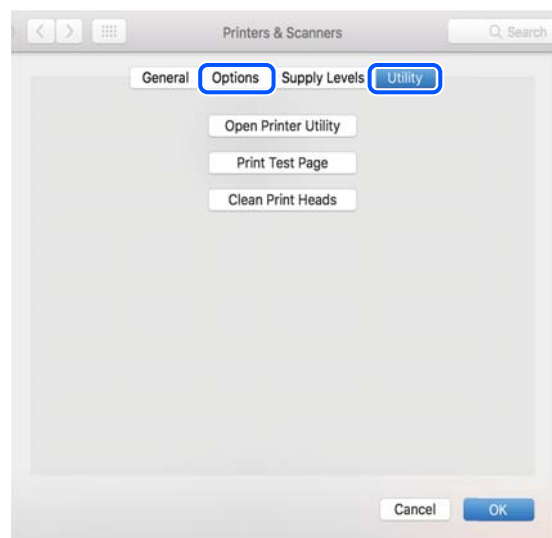 Printers & Scanners Search
General Options Supply Levels Utility
Open Printer Utility
Print Test Page
Clean Print Heads
Cancel OK